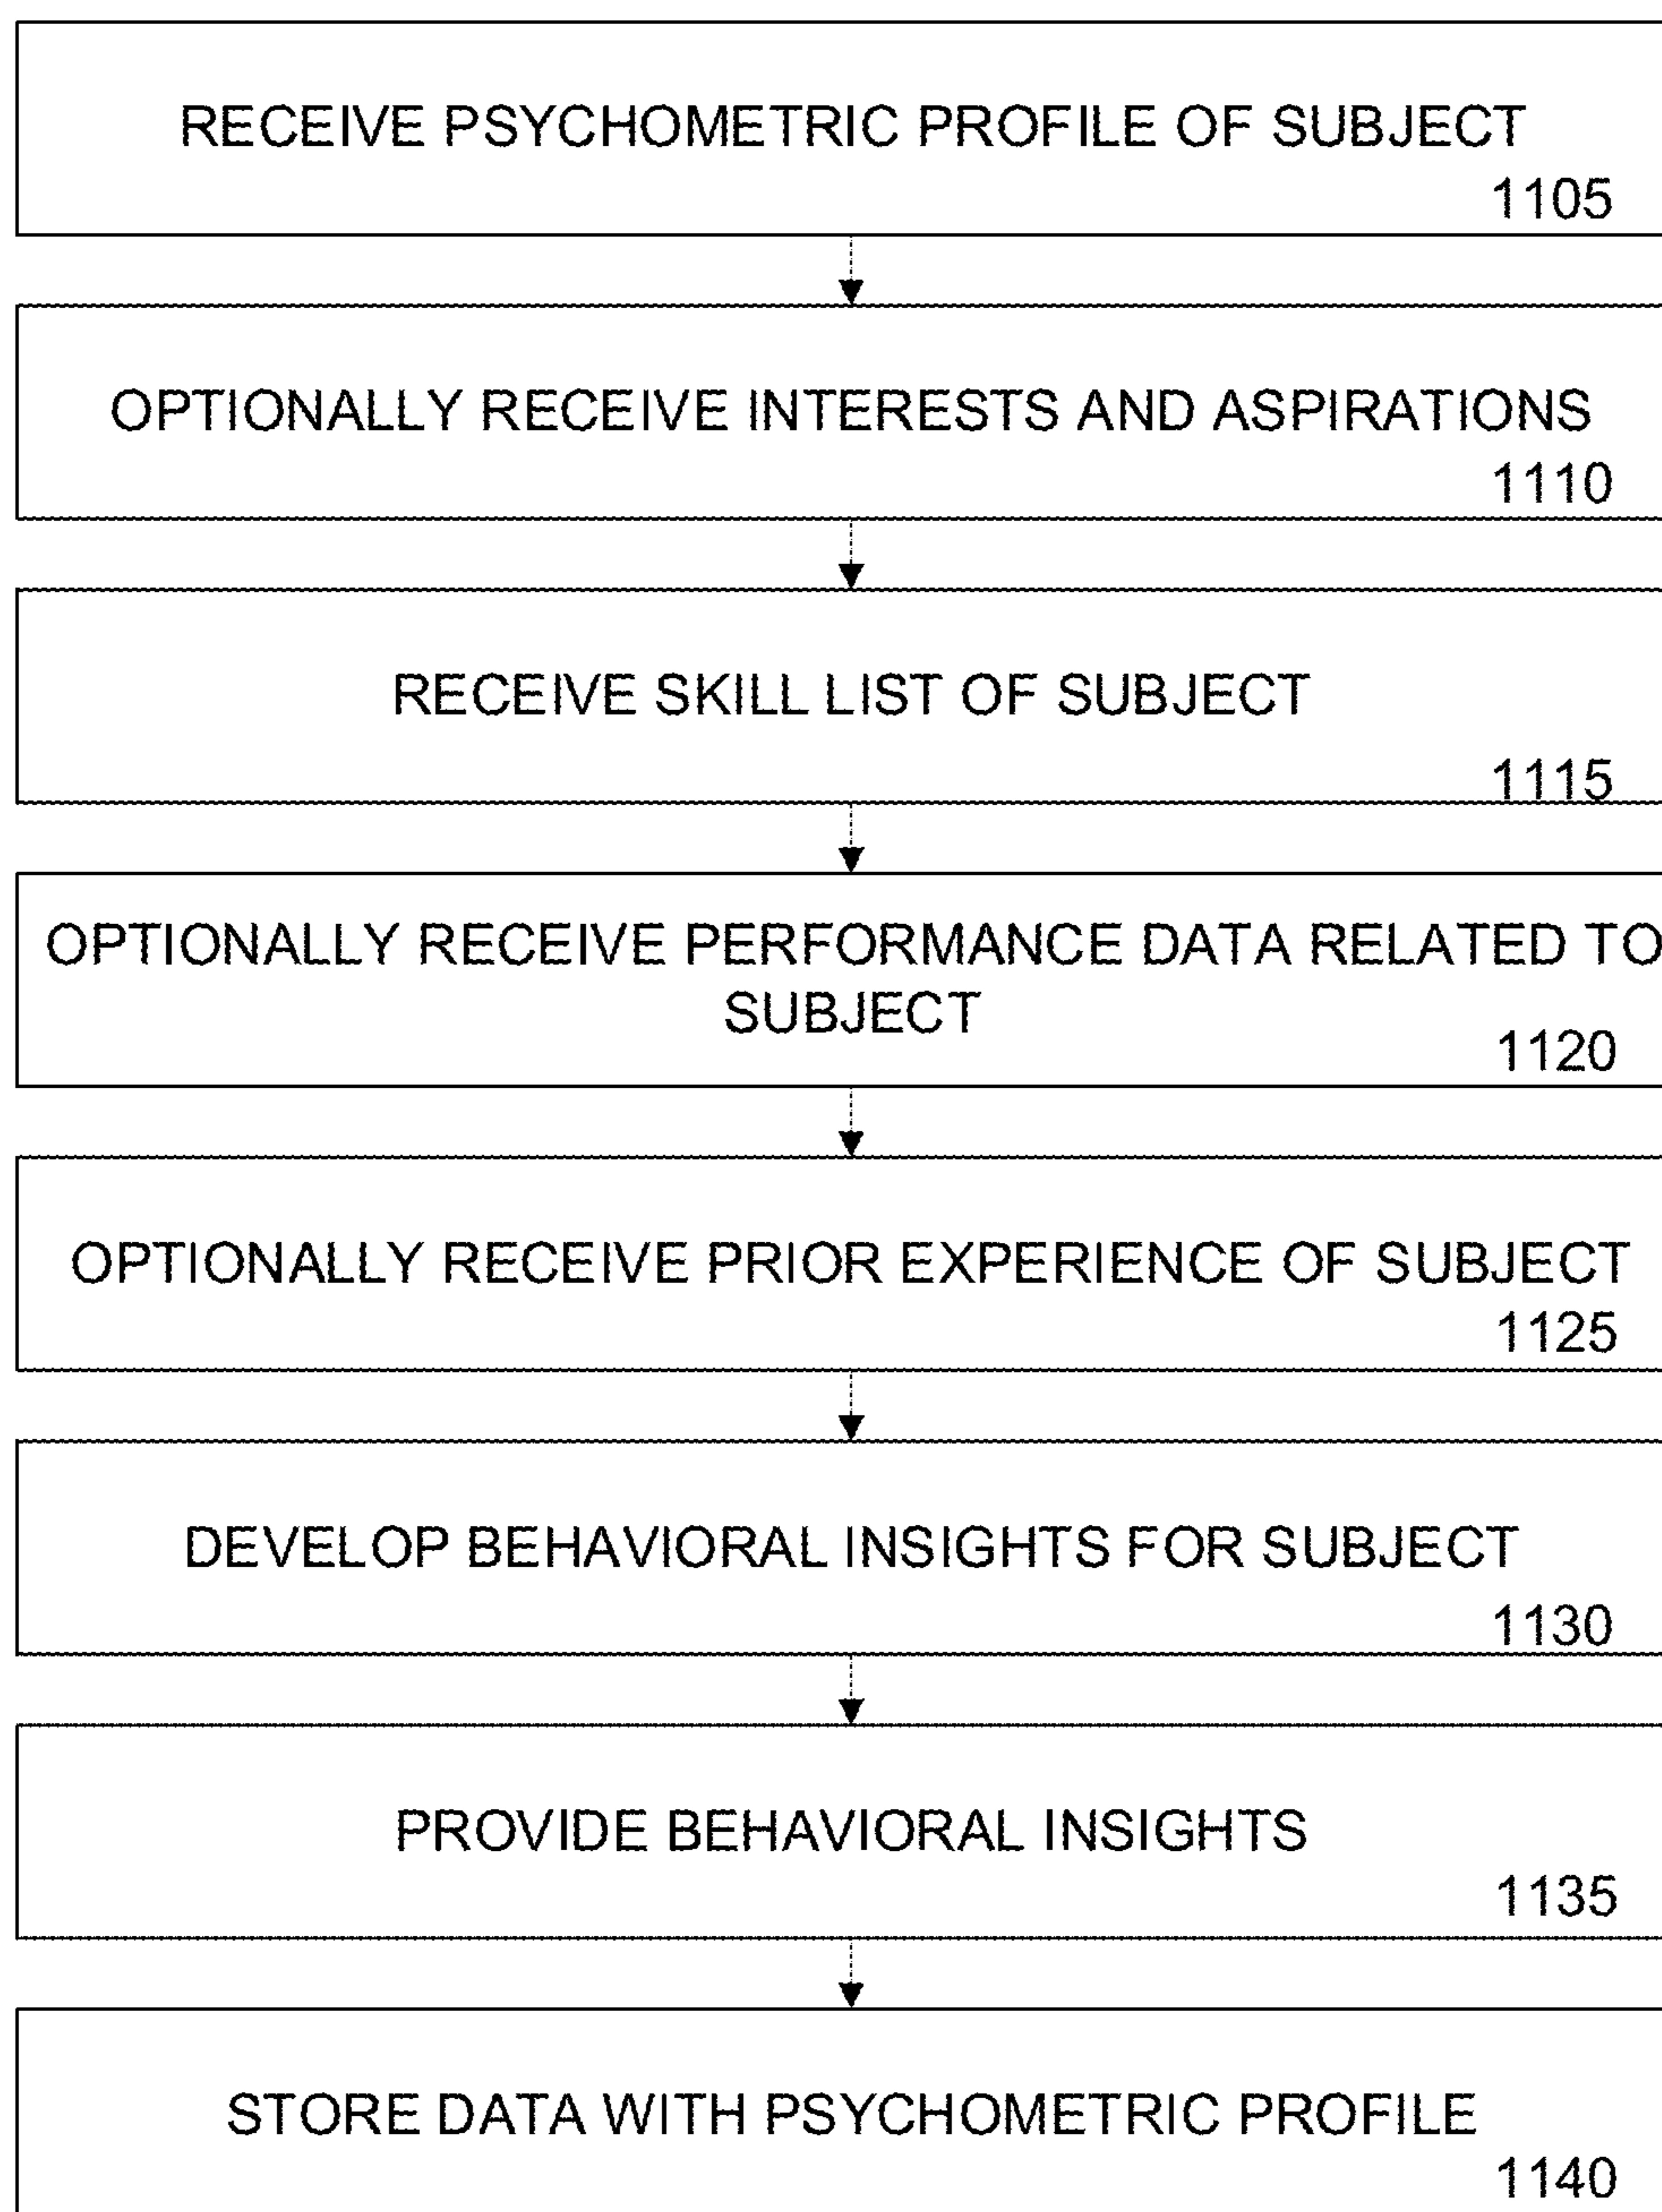 RECEIVE PSYCHOMETRIC PROFILE OF SUBJECT
1105
OPTIONALLY RECEIVE INTERESTS AND ASPIRATIONS
1110
RECEIVE SKILL LIST OF SUBJECT
1115
OPTIONALLY RECEIVE PERFORMANCE DATA RELATED TO
SUBJECT
1120
OPTIONALLY RECEIVE PRIOR EXPERIENCE OF SUBJECT
1125
DEVELOP BEHAVIORAL INSIGHTS FOR SUBJECT
1130
PROVIDE BEHAVIORAL INSIGHTS
1135
STORE DATA WITH PSYCHOMETRIC PROFILE
1140